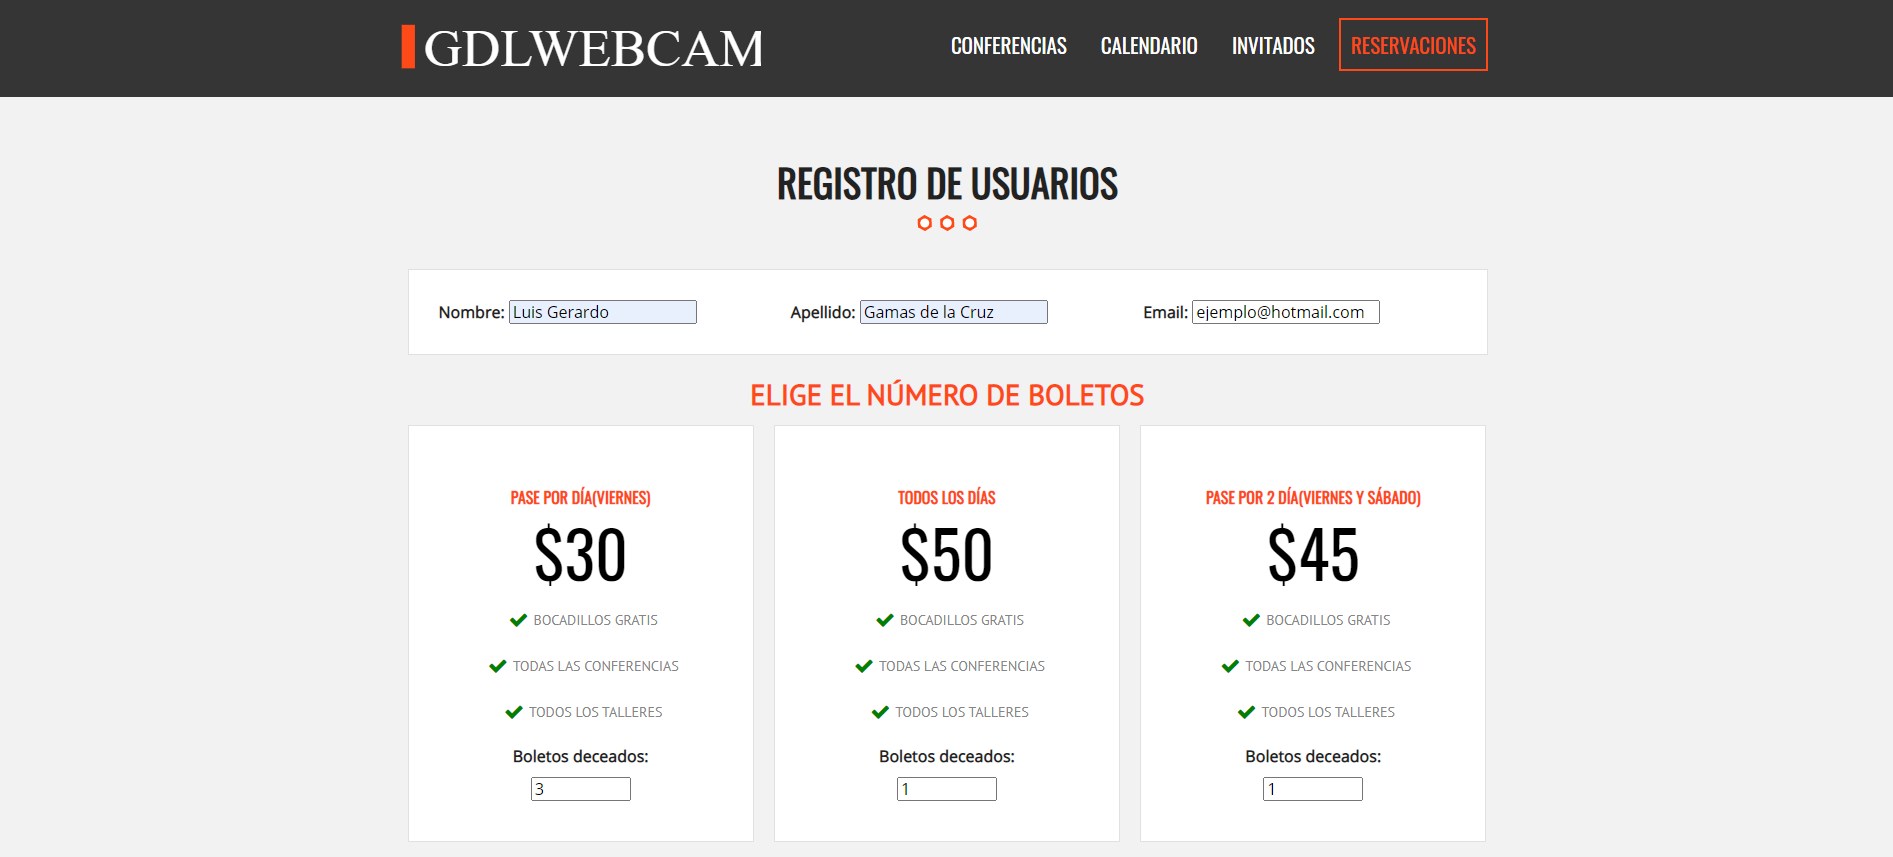 GDLWEBCAM
CONFERENCIAS CALENDARIO INVITADOS RESERVACIONES
REGISTRO DE USUARIOS
Nombre: Luis Gerardo Apellido: Gamas de la Cruz Email: ejemplo@hotmail.com
ELIGE EL NÚMERO DE BOLETOS
PASE POR DÍA(VIERNES)
$30
BOCADILLOS GRATIS
TODAS LAS CONFERENCIAS
TODOS LOS TALLERES
Boletos deceados:
3
TODOS LOS DÍAS
$50
BOCADILLOS GRATIS
TODAS LAS CONFERENCIAS
TODOS LOS TALLERES
Boletos deceados:
1
PASE POR 2 DÍA(VIERNES Y SÁBADO)
$45
BOCADILLOS GRATIS
TODAS LAS CONFERENCIAS
TODOS LOS TALLERES
Boletos deceados:
1